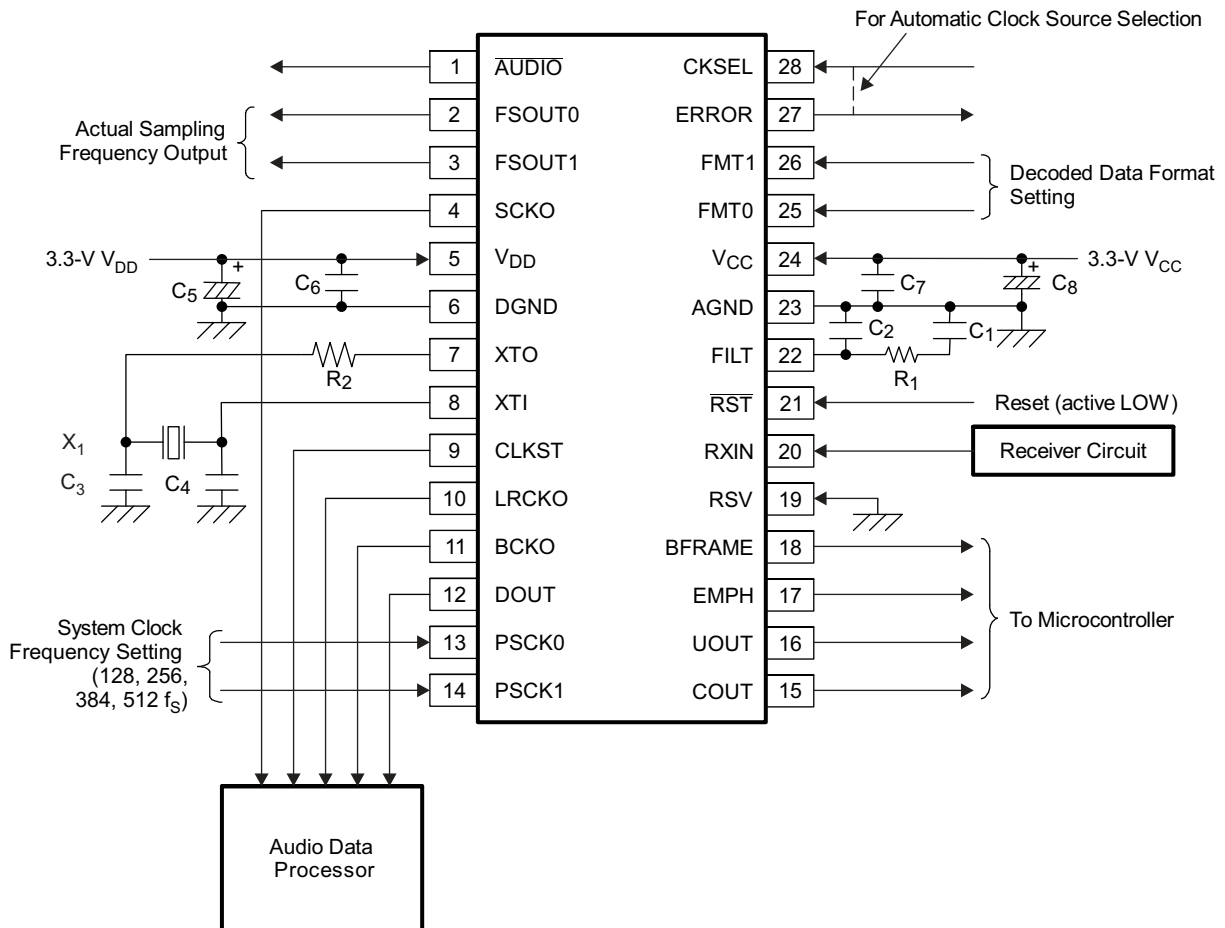 For Automatic Clock Source Selection
1 AUDIO CKSEL 28
2 FSOUT0 ERROR 27
Actual Sampling
Frequency Output
3 FSOUT1 FMT1 26
Decoded Data Format
Setting
4 SCKO FMT0 25
3.3-V VDD
5 VDD VCC 24
3.3-V VCC
C5 + C6 C7 + C8
6 DGND AGND 23
C2 C1
7 XTO FILT 22
R2 R1
8 XTI RST 21 Reset (active LOW)
X1
9 CLKST RXIN 20 Receiver Circuit
C3 C4
10 LRCKO RSV 19
11 BCKO BFRAME 18
12 DOUT EMPH 17
To Microcontroller
System Clock
Frequency Setting
(128, 256,
384, 512 fS)
13 PSCK0 UOUT 16
14 PSCK1 COUT 15
Audio Data
Processor